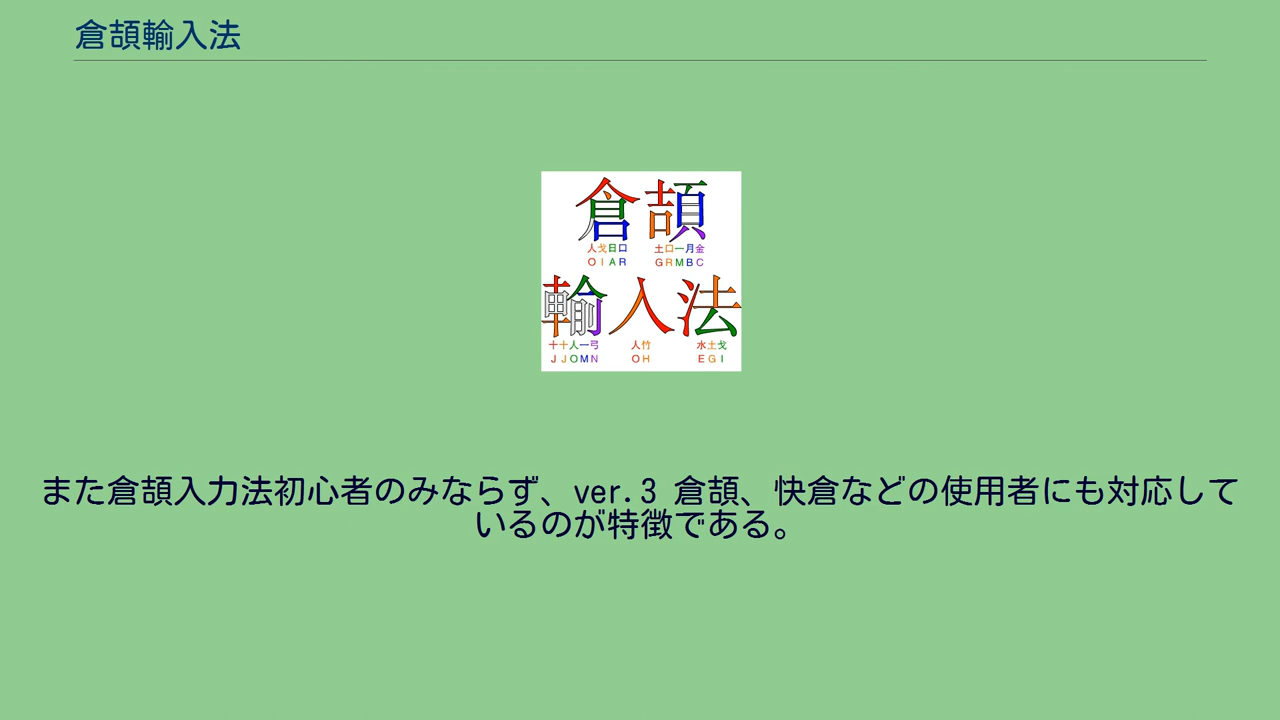 倉頡輸入法
倉頡
人戈日口 土口一月金
OIAR GRMBC
輸入法
十十人一弓 人竹 水土戈
JJOMN OH EGI
また倉頡入力法初心者のみならず、ver.3 倉頡、快倉などの使用者にも対応して
いるのが特徴である。